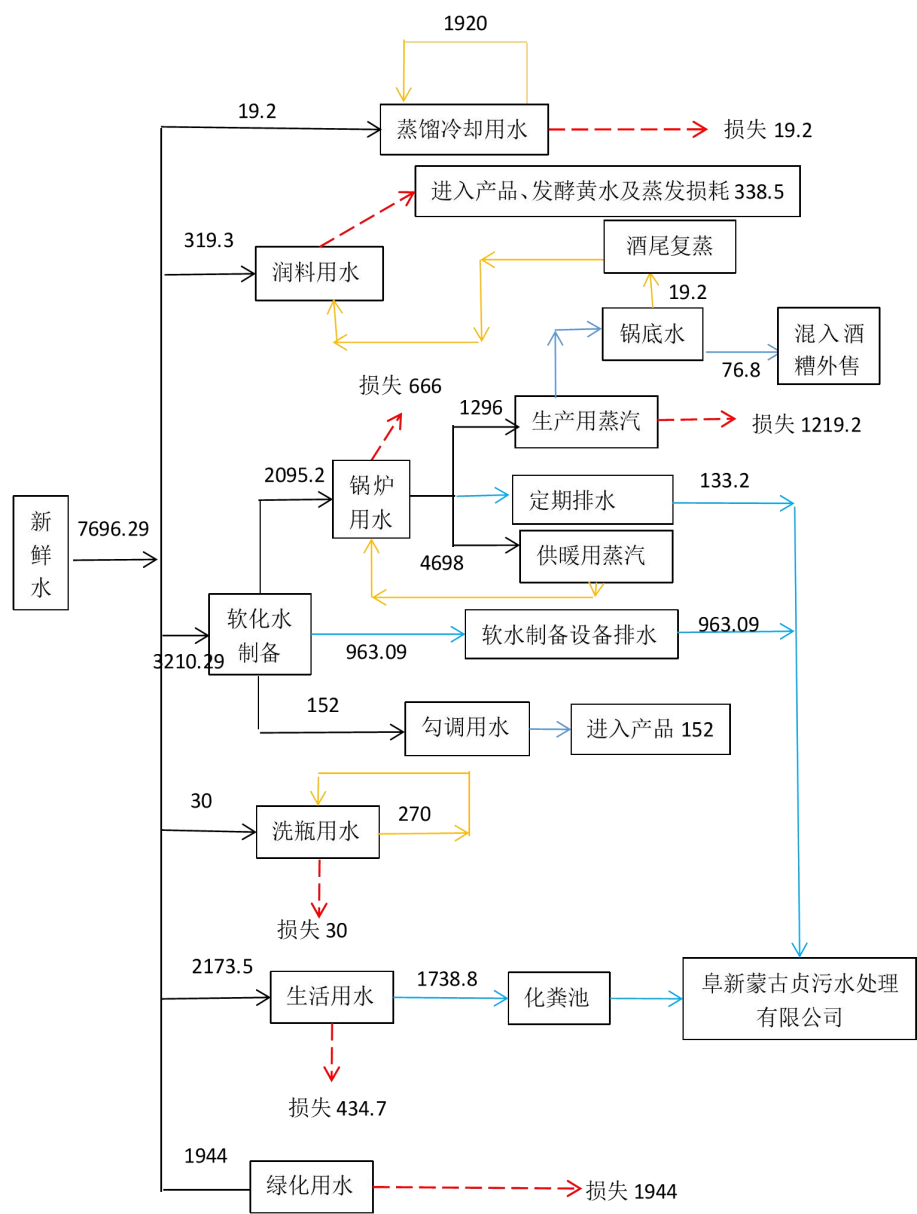 1920
19.2
蒸馏冷却用水
损失 19.2
进入产品、发酵黄水及蒸发损耗 338.5
319.3
润料用水
酒尾复蒸
19.2
锅底水
混入酒
糟外售
76.8
损失 666
1296
生产用蒸汽
损失 1219.2
2095.2
锅炉
用水
定期排水
133.2
新
鲜
水
7696.29
4698
供暖用蒸汽
软化水
制备
3210.29
963.09
软水制备设备排水
963.09
152
勾调用水
进入产品 152
30
洗瓶用水
270
损失 30
2173.5
生活用水
1738.8
化粪池
阜新蒙古贞污水处理
有限公司
损失 434.7
1944
绿化用水
损失 1944